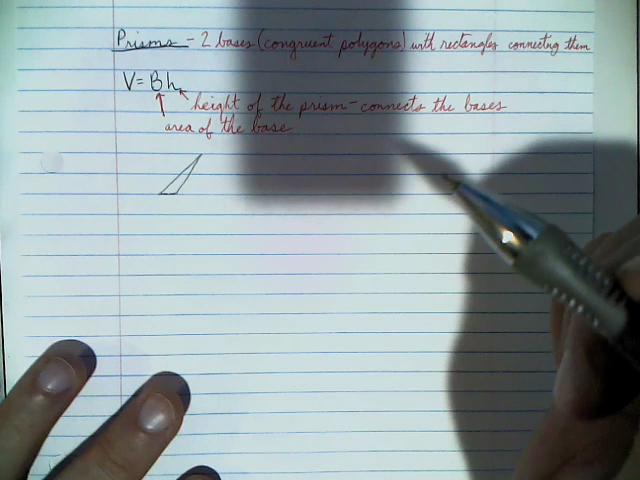 Prisms - 2 bases (congruent polygons) with rectangles connecting them
V = Bh
height of the prism - connects the bases
area of the base